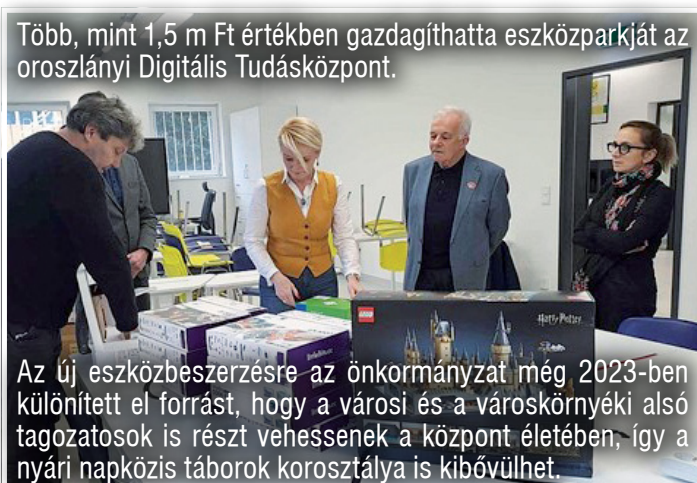 Több, mint 1,5 m Ft értékben gazdagíthatta eszközparkját az
oroszlányi Digitális Tudásközpont.
LEGO
Harry Potter
Az új eszközbeszerzésre az önkormányzat még 2023-ben
különített el forrást, hogy a városi és a városkörnyéki alsó
tagozatosok is részt vehessenek a központ életében, így a
nyári napközis táborok korosztálya is kibővülhet.